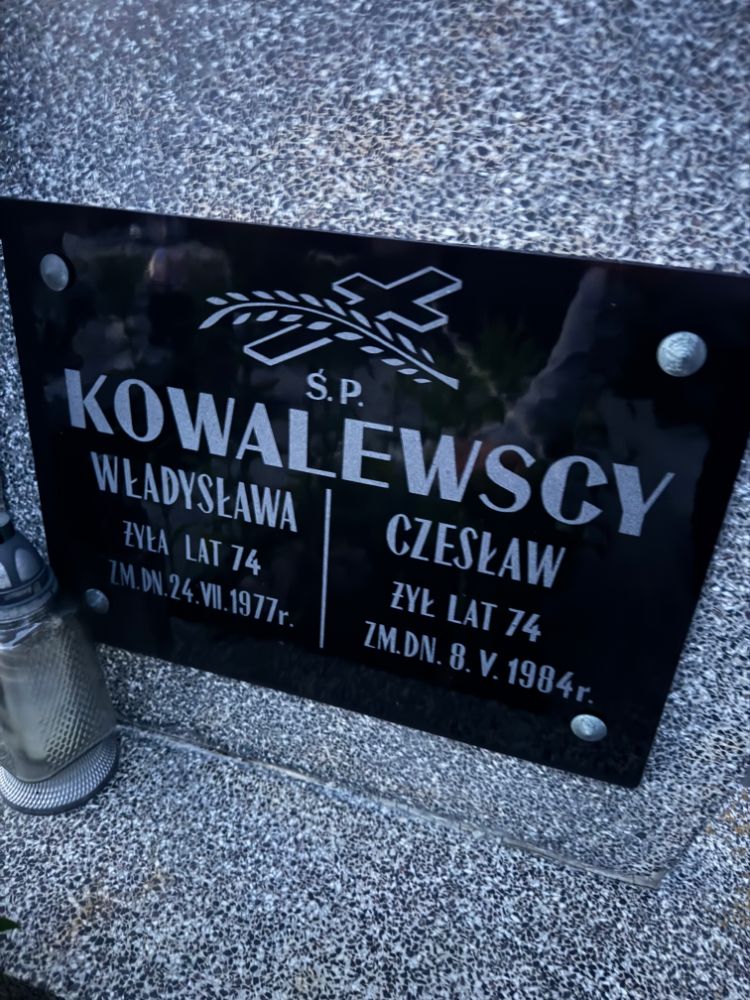 Ś.P.
KOWALEWSCY
WŁADYSŁAWA
ŻYŁA LAT 74
ZM.DN.24.VII.1977r.
CZESŁAW
ŻYŁ LAT 74
ZM.DN. 8.V.1984r.